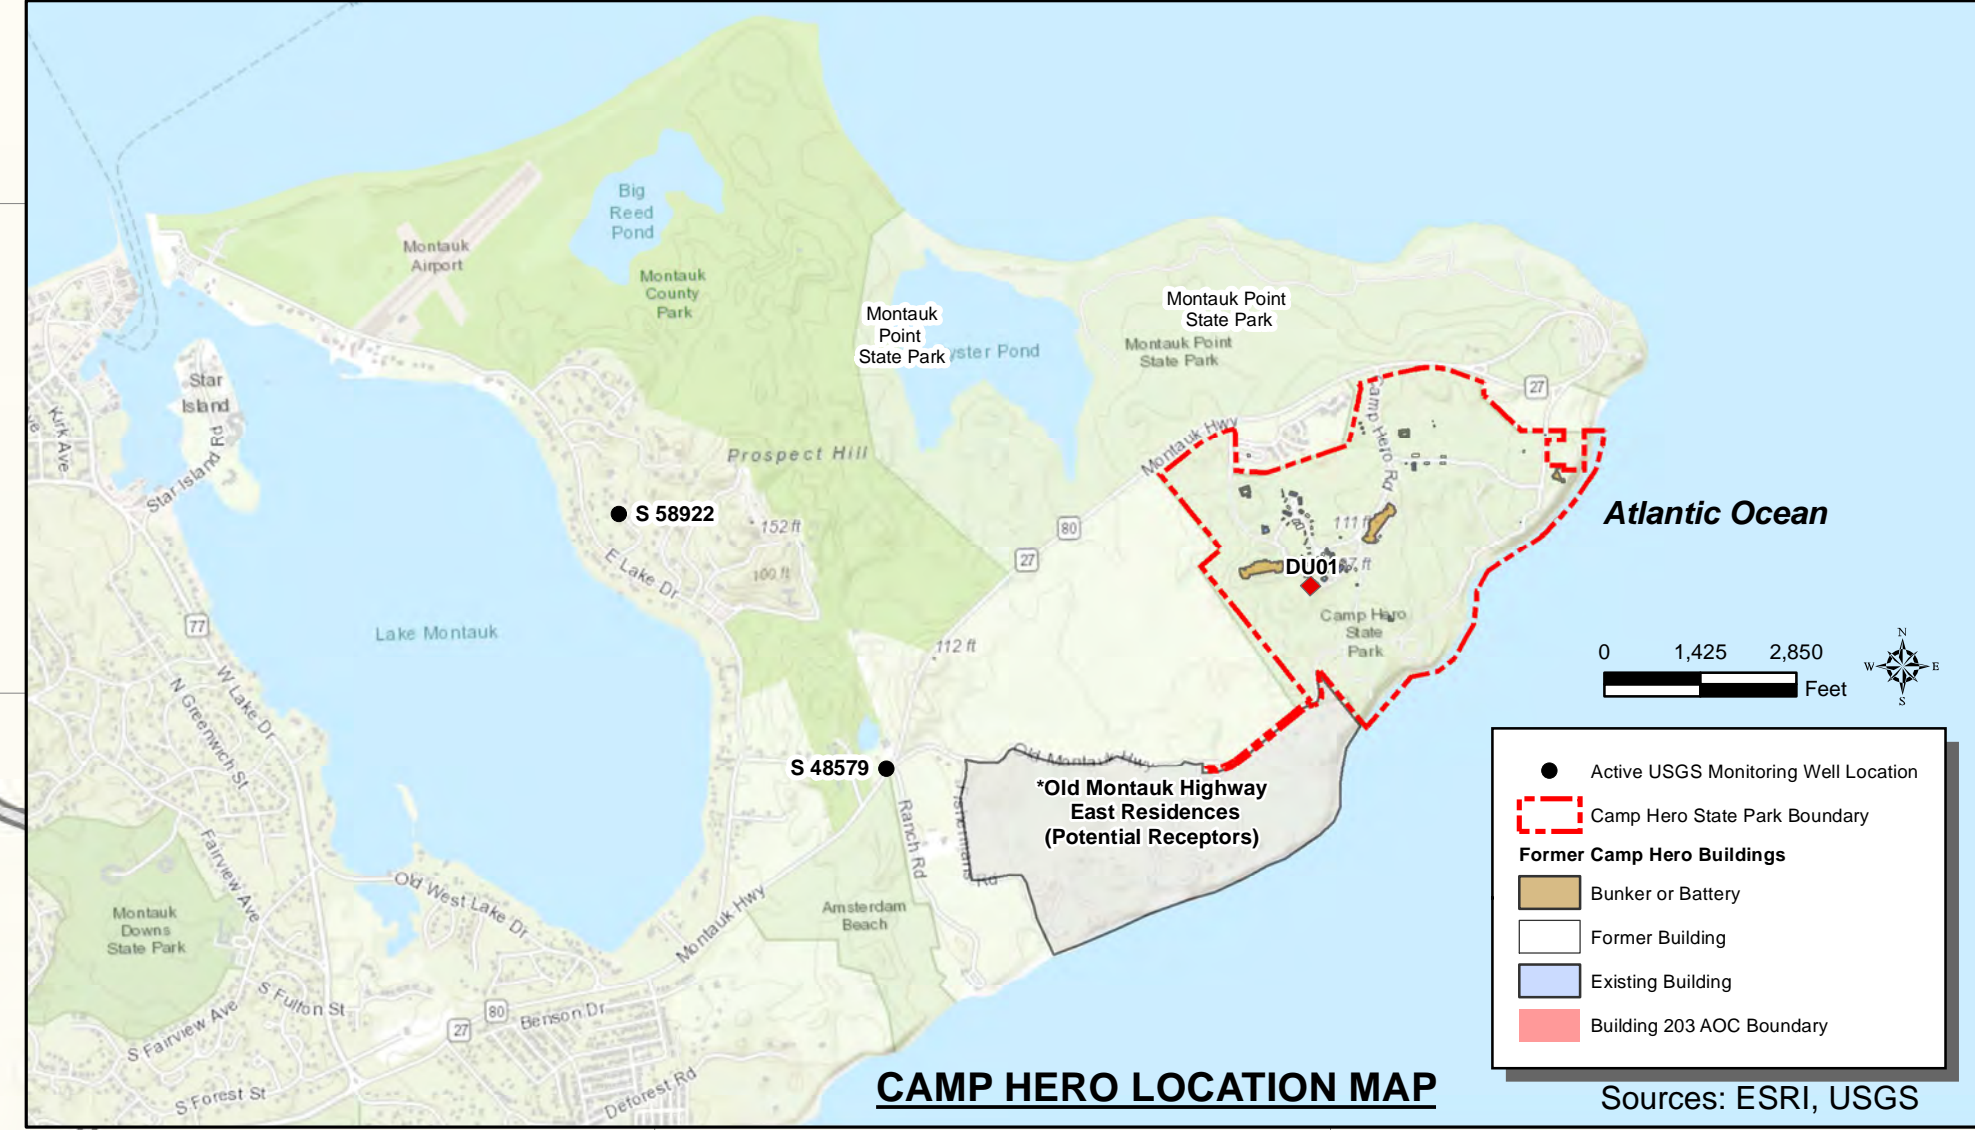 Big
Reed
Pond
Montauk
Airport
Montauk
County
Park
Montauk
Point
State Park
yster Pond
Montauk Point
State Park
Montauk Point
State Park
Star
Island
Kirk Ave
Star Island Rd
Prospect Hill
Montauk Hwy
Camp Hero Rd
27
S 58922
152 ft
100 ft
E Lake Dr
80
27
111 ft
DU01
7 ft
Atlantic Ocean
Camp Hero
State
Park
Lake Montauk
77
112 ft
W Lake Dr
N Greenwich St
0 1,425 2,850
Feet
N
W
E
S
S 48579
Old Montauk Hwy
*Old Montauk Highway
East Residences
(Potential Receptors)
Ranch Rd
Fishermans Rd
Fairview Ave
Old West Lake Dr
Montauk Hwy
Amsterdam
Beach
Montauk
Downs
State Park
S Fulton St
S Fairview Ave
80
27
Benson Dr
S Forest St
Deforest Rd
Active USGS Monitoring Well Location
Camp Hero State Park Boundary
Former Camp Hero Buildings
Bunker or Battery
Former Building
Existing Building
Building 203 AOC Boundary
CAMP HERO LOCATION MAP
Sources: ESRI, USGS